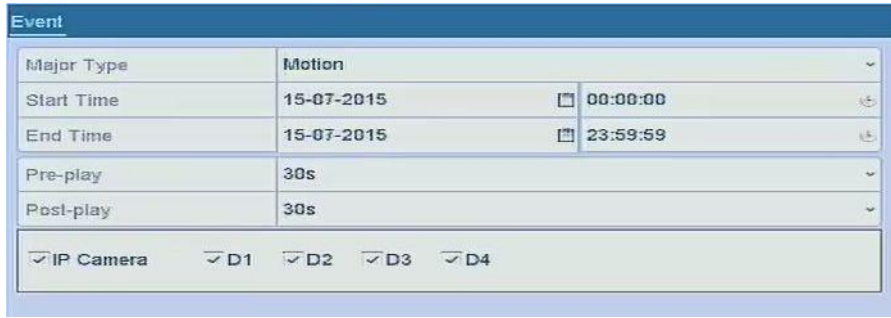 Event
Major Type Motion
Start Time 15-07-2015 00:00:00
End Time 15-07-2015 23:59:59
Pre-play 30s
Post-play 30s
IP Camera D1 D2 D3 D4